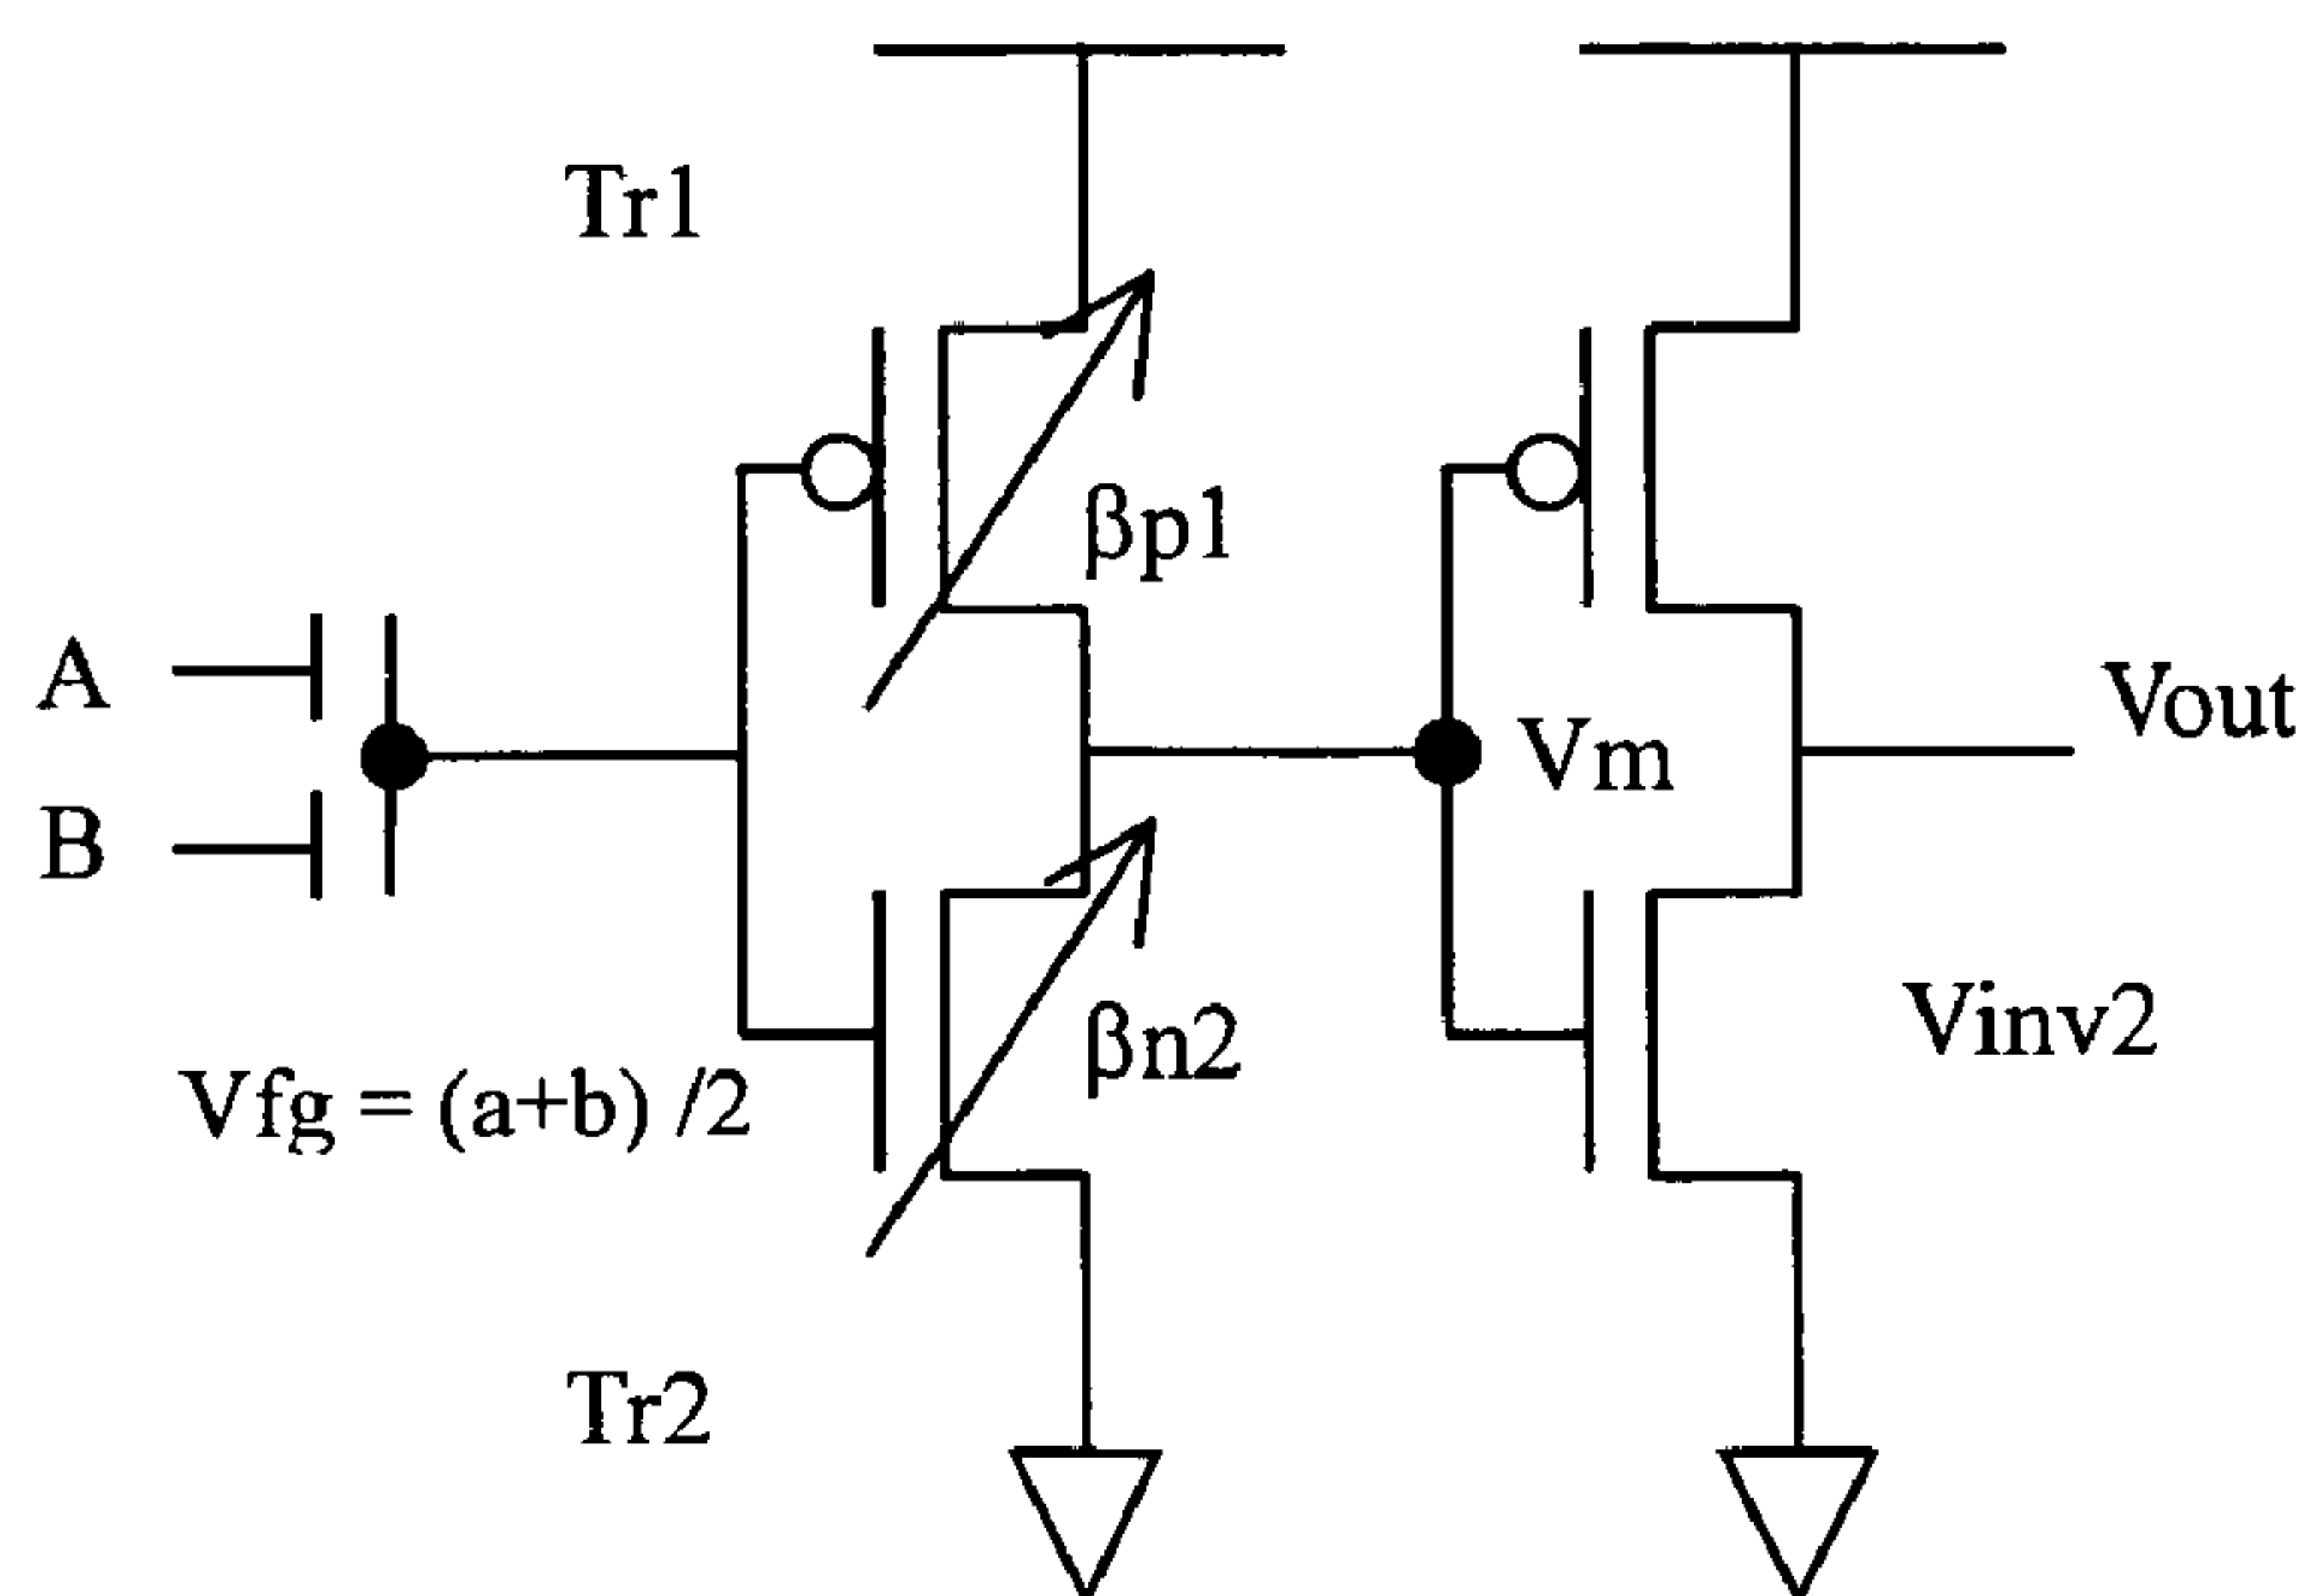 Tr1
βp1
A
Vout
Vm
B
Vinv2
βn2
Vfg = (a+b) /2
Tr2